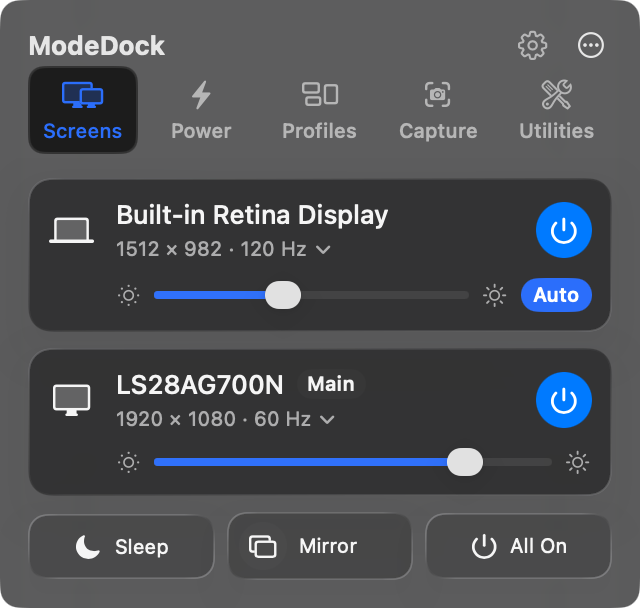 ModeDock
Screens
Power
Profiles
Capture
Utilities
Built-in Retina Display
1512 × 982 · 120 Hz
Auto
LS28AG700N Main
1920 × 1080 · 60 Hz
Sleep
Mirror
All On